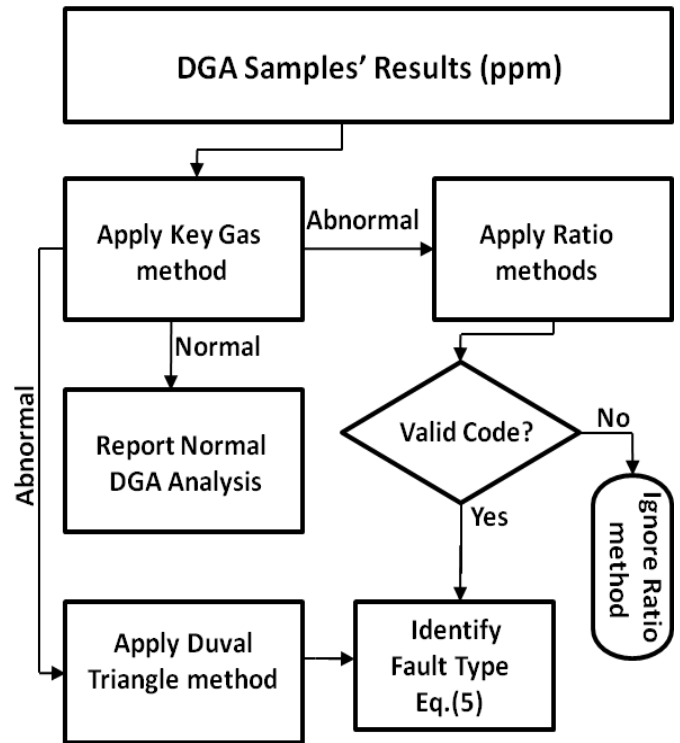 DGA Samples’ Results (ppm)
Apply Key Gas
method
Abnormal
Apply Ratio
methods
Normal
Abnormal
Report Normal
DGA Analysis
Valid Code?
No
Ignore Ratio
method
Yes
Apply Duval
Triangle method
Identify
Fault Type
Eq.(5)